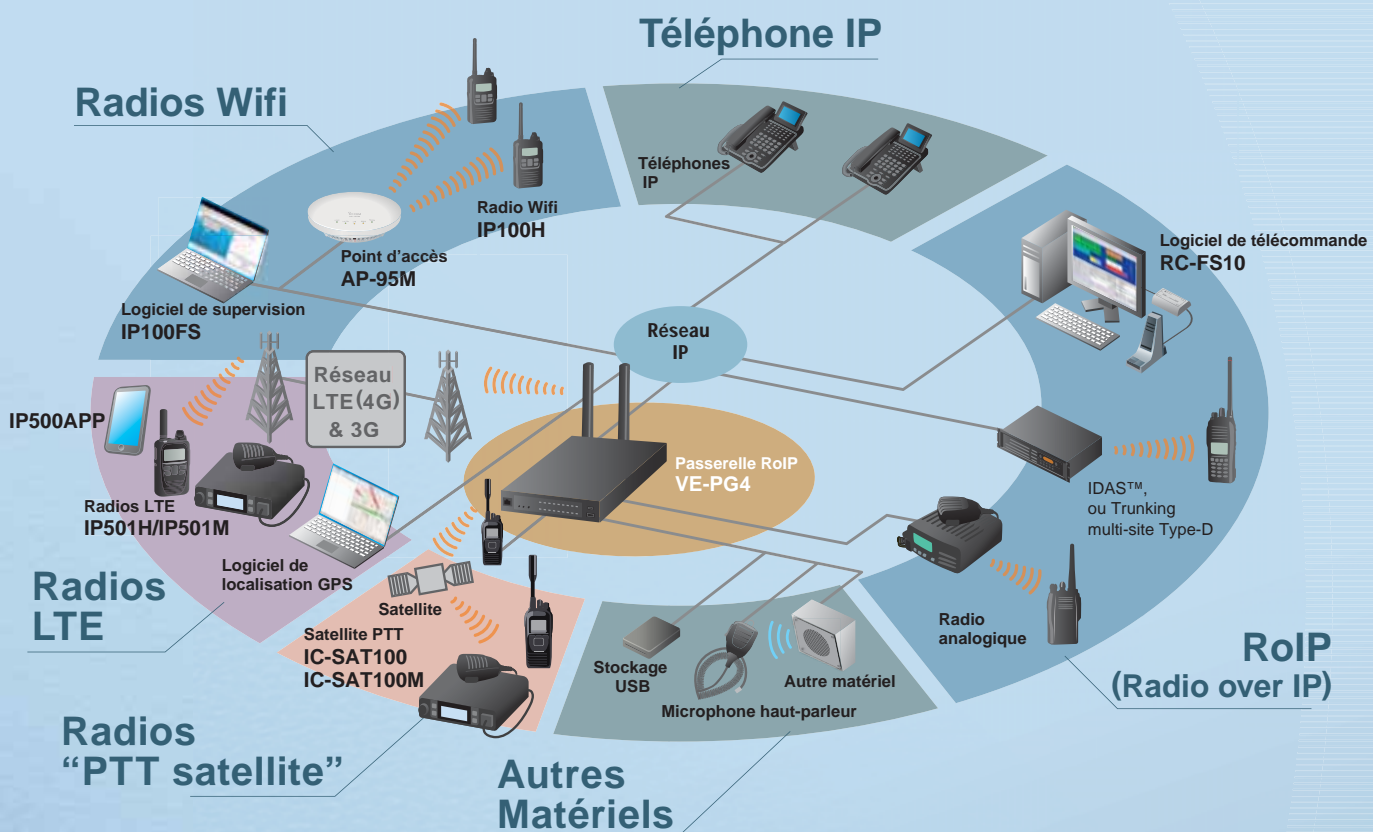 Téléphone IP
Radios Wifi
Téléphones
IP
Radio Wifi
IP100H
Point d'accès
AP-95M
Logiciel de supervision
IP100FS
Logiciel de télécommande
RC-FS10
Réseau
IP
Réseau
LTE(4G)
& 3G
IP500APP
Radios LTE
IP501H/IP501M
Logiciel de
localisation GPS
Radios
LTE
Passerelle RoIP
VE-PG4
IDAS™,
ou Trunking
multi-site Type-D
Radio
analogique
RoIP
(Radio over IP)
Satellite
Satellite PTT
IC-SAT100
IC-SAT100M
Radios
“PTT satellite”
Stockage
USB
Microphone haut-parleur
Autre matériel
Autres
Matériels